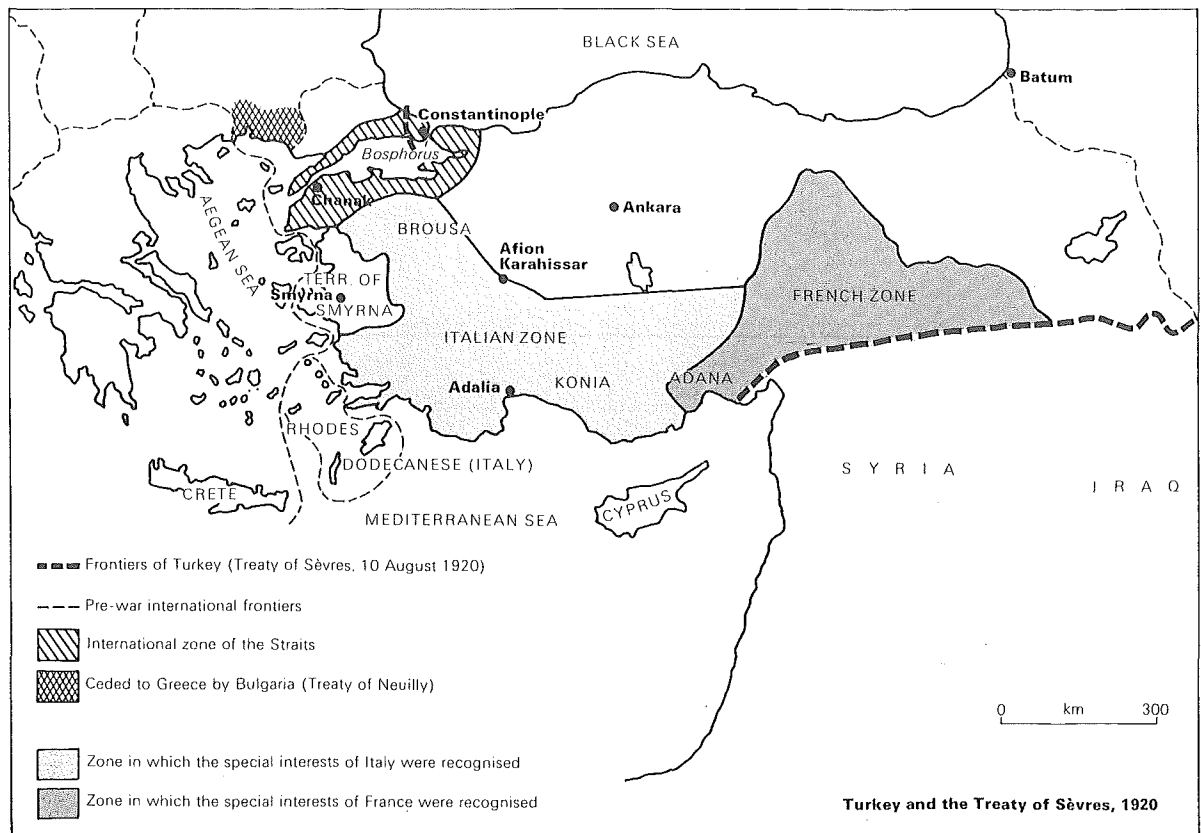 BLACK SEA
Batum
Constantinople
Bosphorus
Chanak
AEGEAN SEA
Ankara
BROUSA
Afion
Karahissar
TERR. OF
Smyrna
SMYRNA
FRENCH ZONE
ITALIAN ZONE
Adalia
KONIA
ADANA
RHODES
DODECANESE (ITALY)
CRETE
CYPRUS
SYRIA
IRAQ
MEDITERRANEAN SEA
Frontiers of Turkey (Treaty of Sèvres, 10 August 1920)
Pre-war international frontiers
International zone of the Straits
Ceded to Greece by Bulgaria (Treaty of Neuilly)
0 km 300
Zone in which the special interests of Italy were recognised
Zone in which the special interests of France were recognised
Turkey and the Treaty of Sèvres, 1920